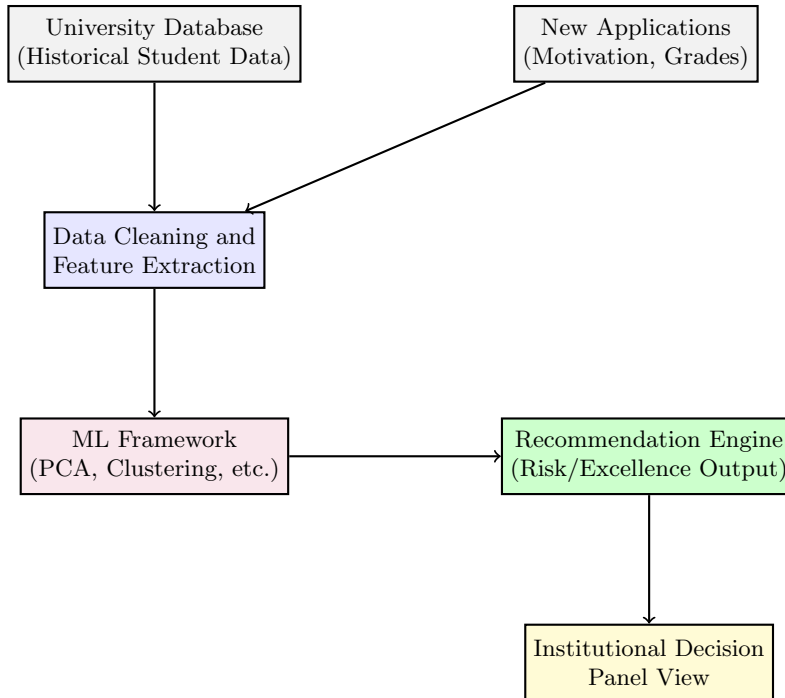 University Database
(Historical Student Data)
New Applications
(Motivation, Grades)
Data Cleaning and
Feature Extraction
ML Framework
(PCA, Clustering, etc.)
Recommendation Engine
(Risk/Excellence Output)
Institutional Decision
Panel View